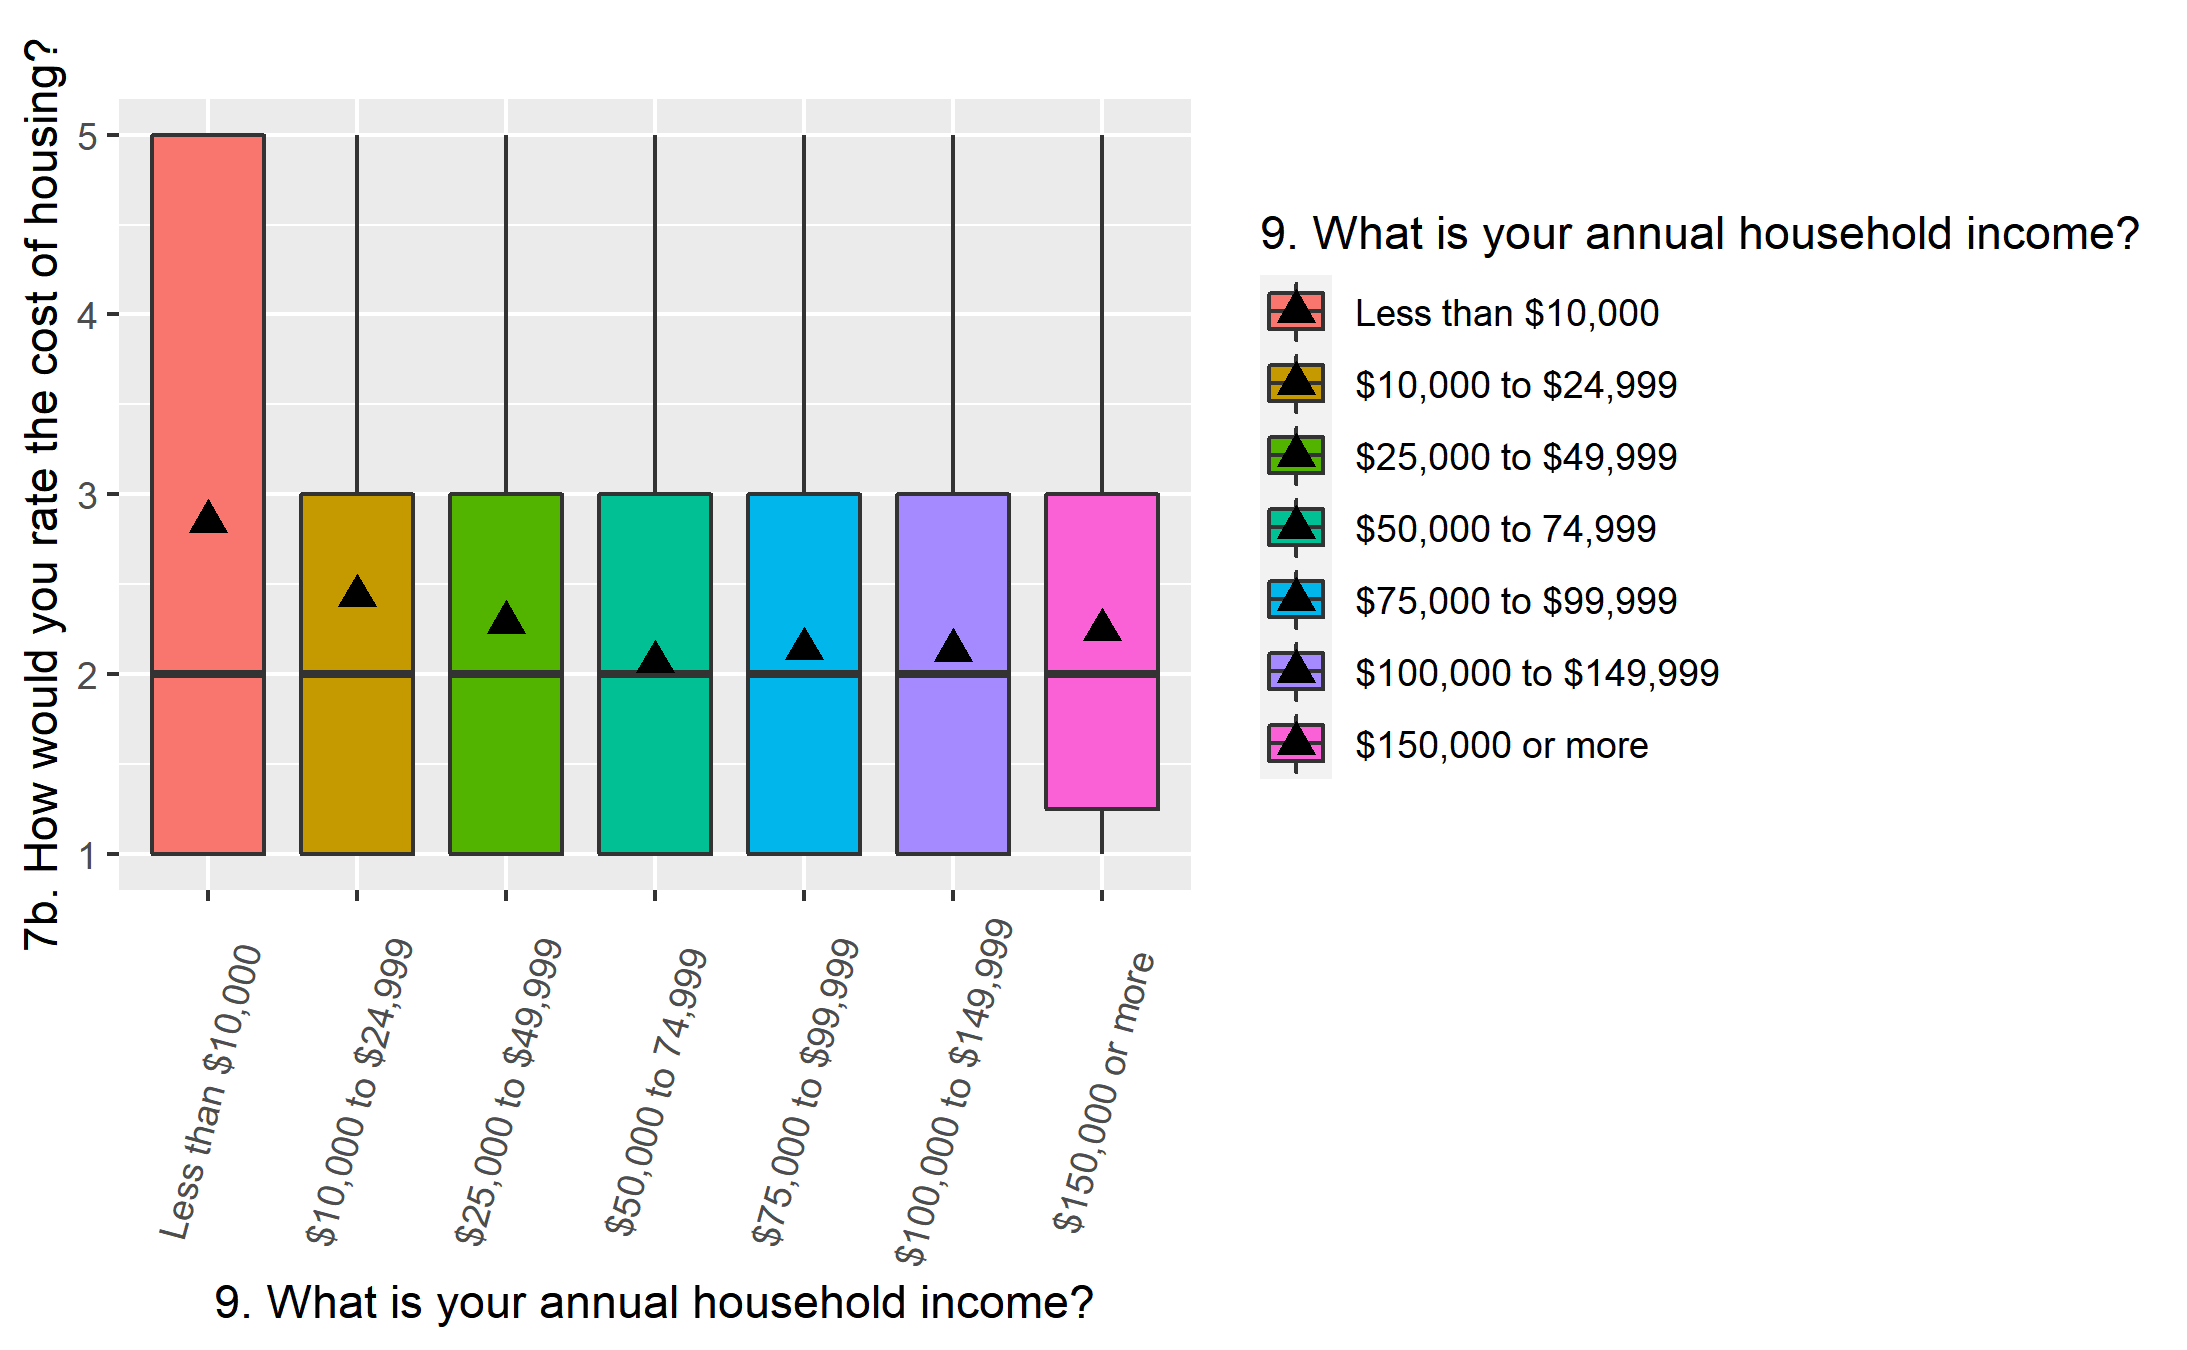 7b. How would you rate the cost of housing?
5
4
3
2
1
Less than $10,000
$10,000 to $24,999
$25,000 to $49,999
$50,000 to 74,999
$75,000 to $99,999
$100,000 to $149,999
$150,000 or more
9. What is your annual household income?
9. What is your annual household income?
Less than $10,000
$10,000 to $24,999
$25,000 to $49,999
$50,000 to 74,999
$75,000 to $99,999
$100,000 to $149,999
$150,000 or more